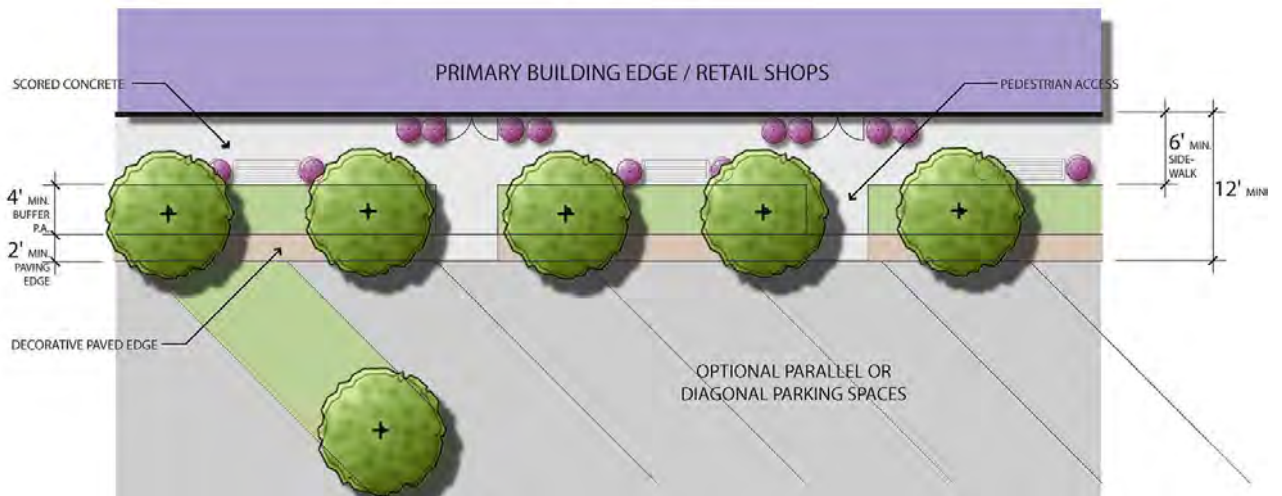 PRIMARY BUILDING EDGE / RETAIL SHOPS
SCORED CONCRETE
PEDESTRIAN ACCESS
6' MIN.
SIDE-
WALK
12' MIN
4' MIN.
BUFFER
P.A.
2' MIN.
PAVING
EDGE
DECORATIVE PAVED EDGE
OPTIONAL PARALLEL OR
DIAGONAL PARKING SPACES